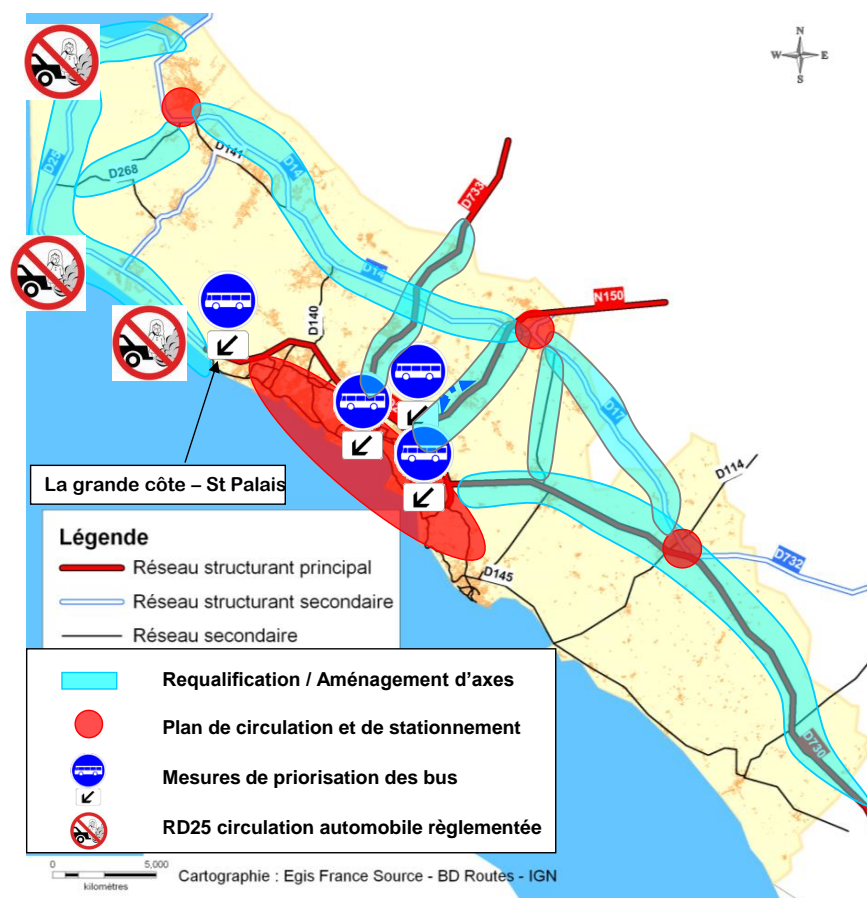 N
W E
S
D25
D268
D141
D14
D733
D14
N150
D140
D17
La grande côte – St Palais
D114
D732
D145
D730
Légende
Réseau structurant principal
Réseau structurant secondaire
Réseau secondaire
Requalification / Aménagement d'axes
Plan de circulation et de stationnement
Mesures de priorisation des bus
RD25 circulation automobile règlementée
0 5,000
kilomètres
Cartographie : Egis France Source - BD Routes - IGN